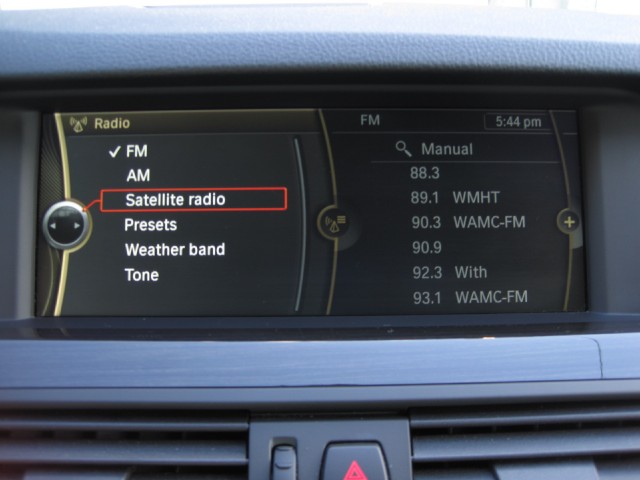 Radio
FM
5:44 pm
FM
AM
Satellite radio
Presets
Weather band
Tone
Manual
88.3
89.1 WMHT
90.3 WAMC-FM
90.9
92.3 With
93.1 WAMC-FM